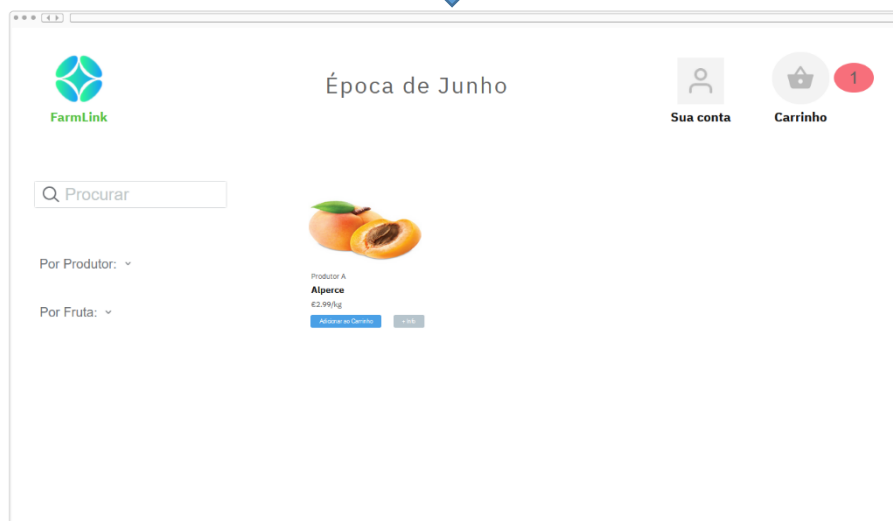 FarmLink
Época de Junho
Sua conta
Carrinho
1
Procurar
Por Produtor:
Por Fruta:
Produtor A
Alperce
€2.99/kg
Adicionar ao Carrinho
+ Info